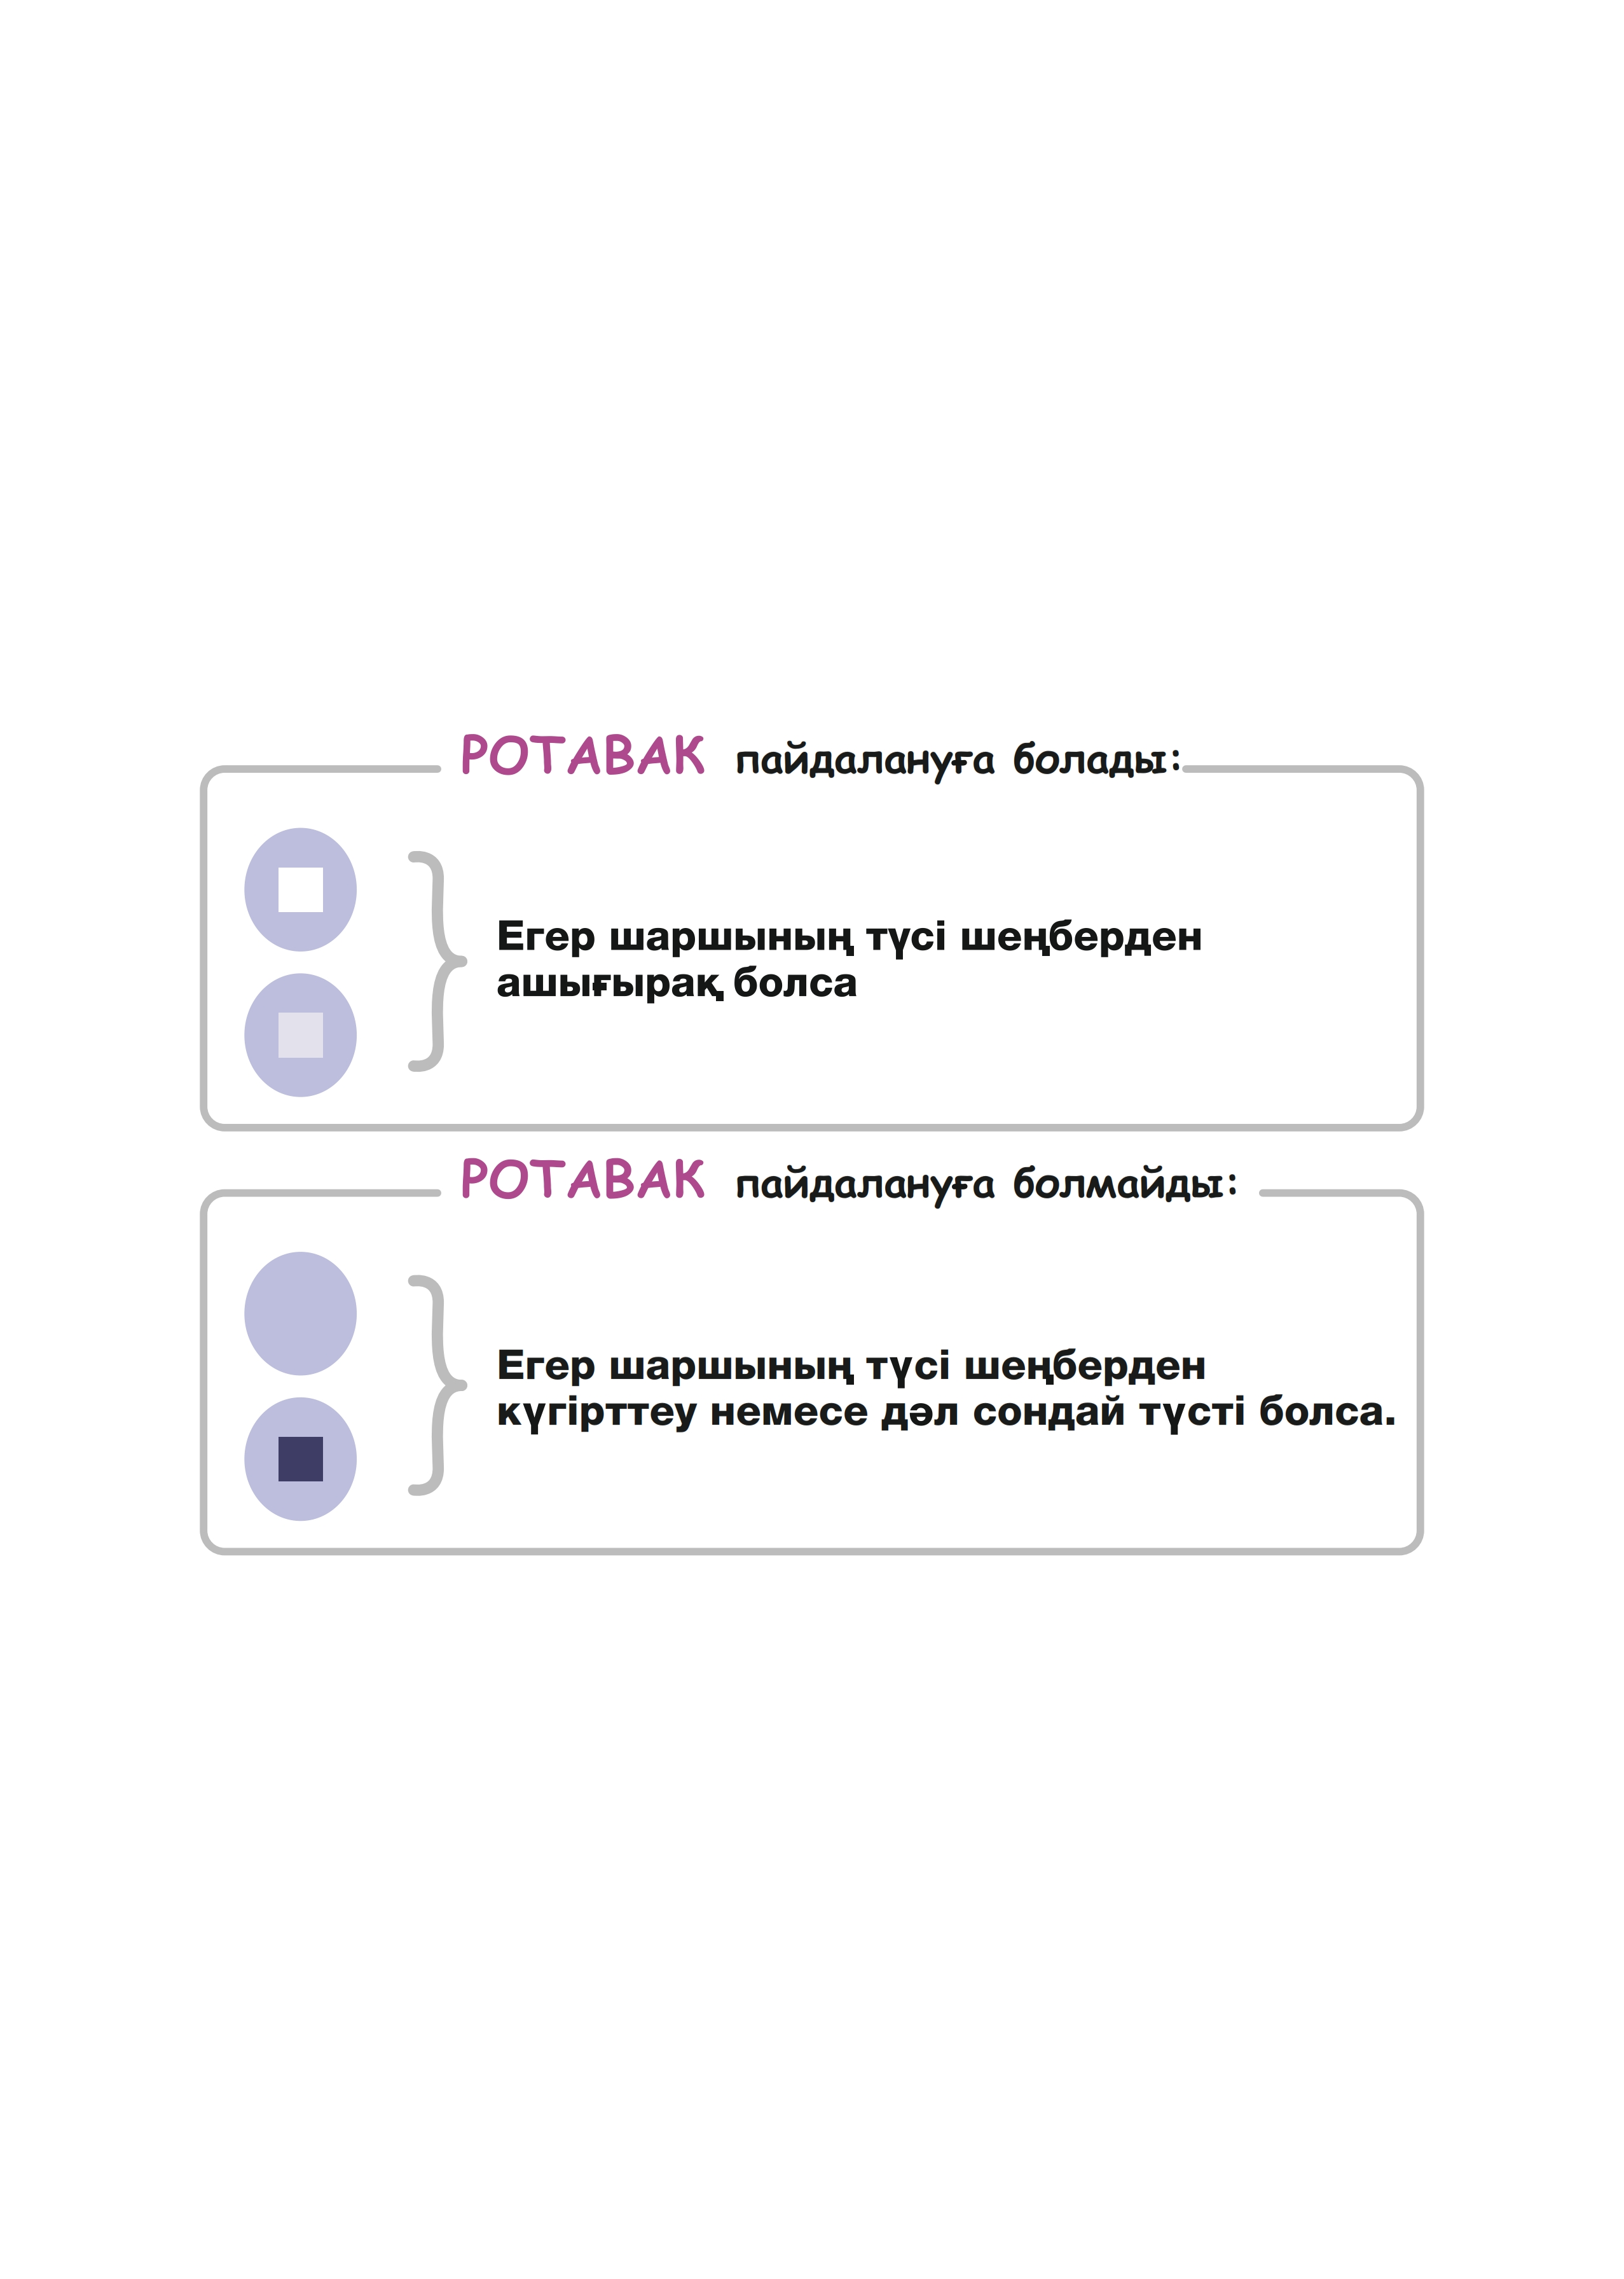 РОТАВАК пайдалануға болады:
Егер шаршының түсі шеңберден
ашығырақ болса
РОТАВАК пайдалануға болмайды:
Егер шаршының түсі шеңберден
күгірттеу немесе дәл сондай түсті болса.